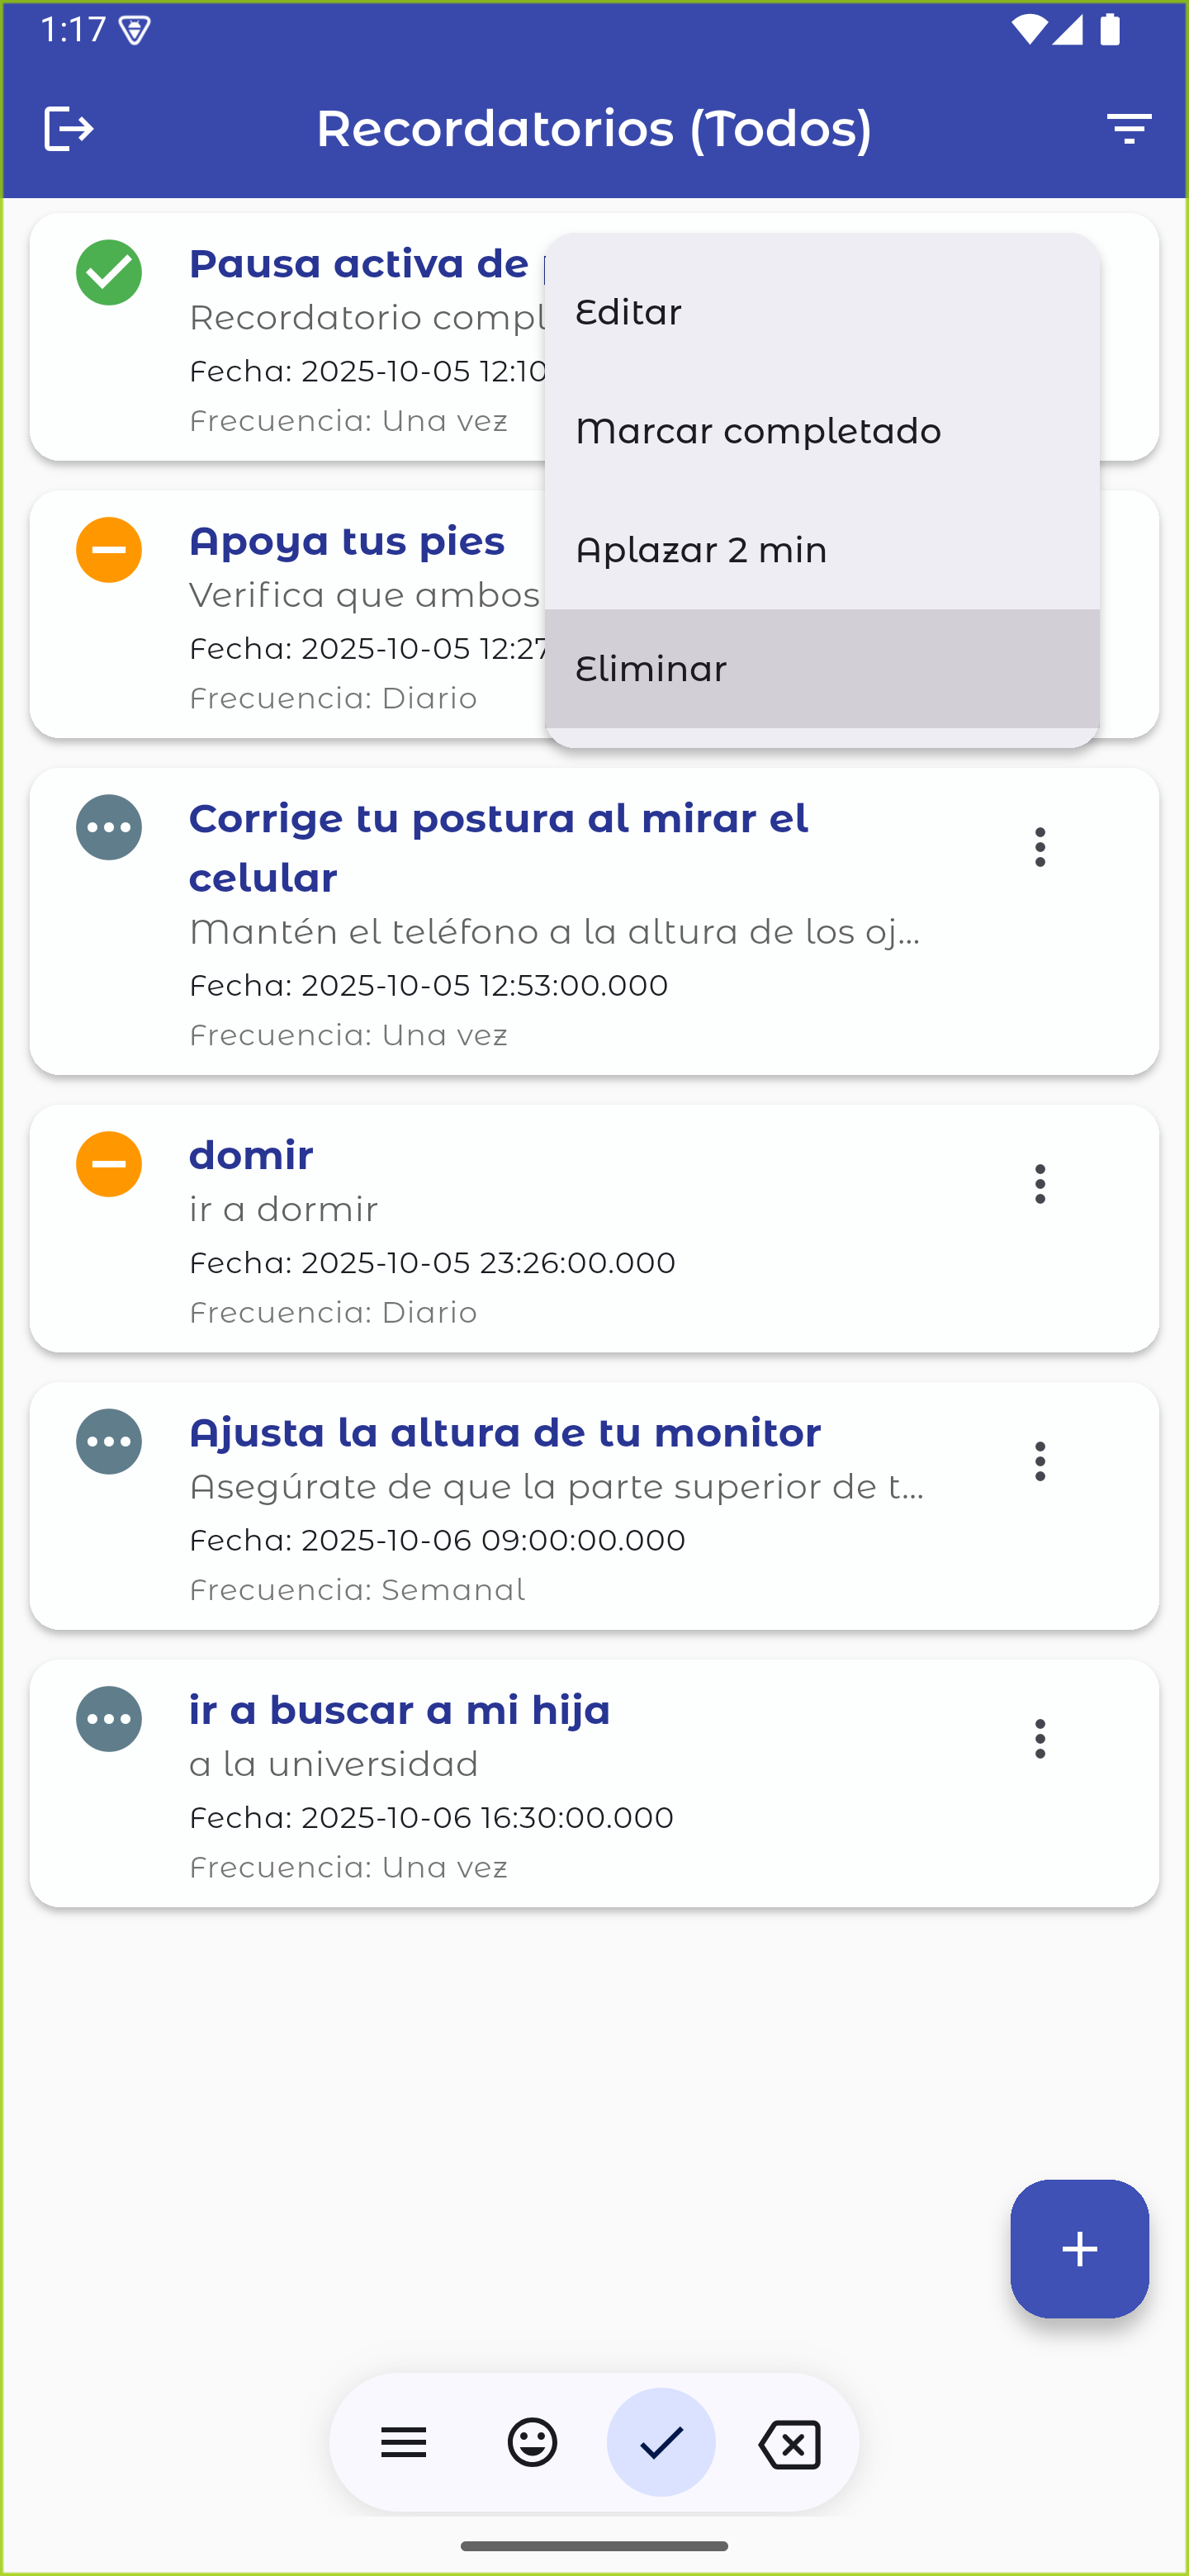 1:17
Recordatorios (Todos)
Pausa activa de
Recordatorio compl
Fecha: 2025-10-05 12:10
Frecuencia: Una vez
Editar
Marcar completado
Aplazar 2 min
Eliminar
Apoya tus pies
Verifica que ambos
Fecha: 2025-10-05 12:27
Frecuencia: Diario
Corrige tu postura al mirar el
celular
Mantén el teléfono a la altura de los oj...
Fecha: 2025-10-05 12:53:00.000
Frecuencia: Una vez
domir
ir a dormir
Fecha: 2025-10-05 23:26:00.000
Frecuencia: Diario
Ajusta la altura de tu monitor
Asegúrate de que la parte superior de t...
Fecha: 2025-10-06 09:00:00.000
Frecuencia: Semanal
ir a buscar a mi hija
a la universidad
Fecha: 2025-10-06 16:30:00.000
Frecuencia: Una vez